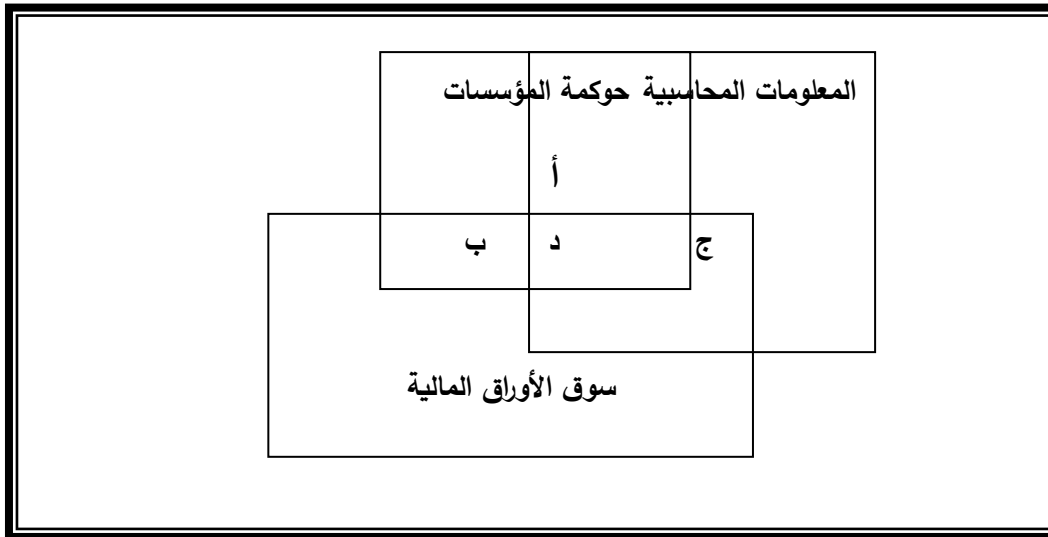 المعلومات المحاسبية حوكمة المؤسسات
أ
ج د ب
سوق الأوراق المالية